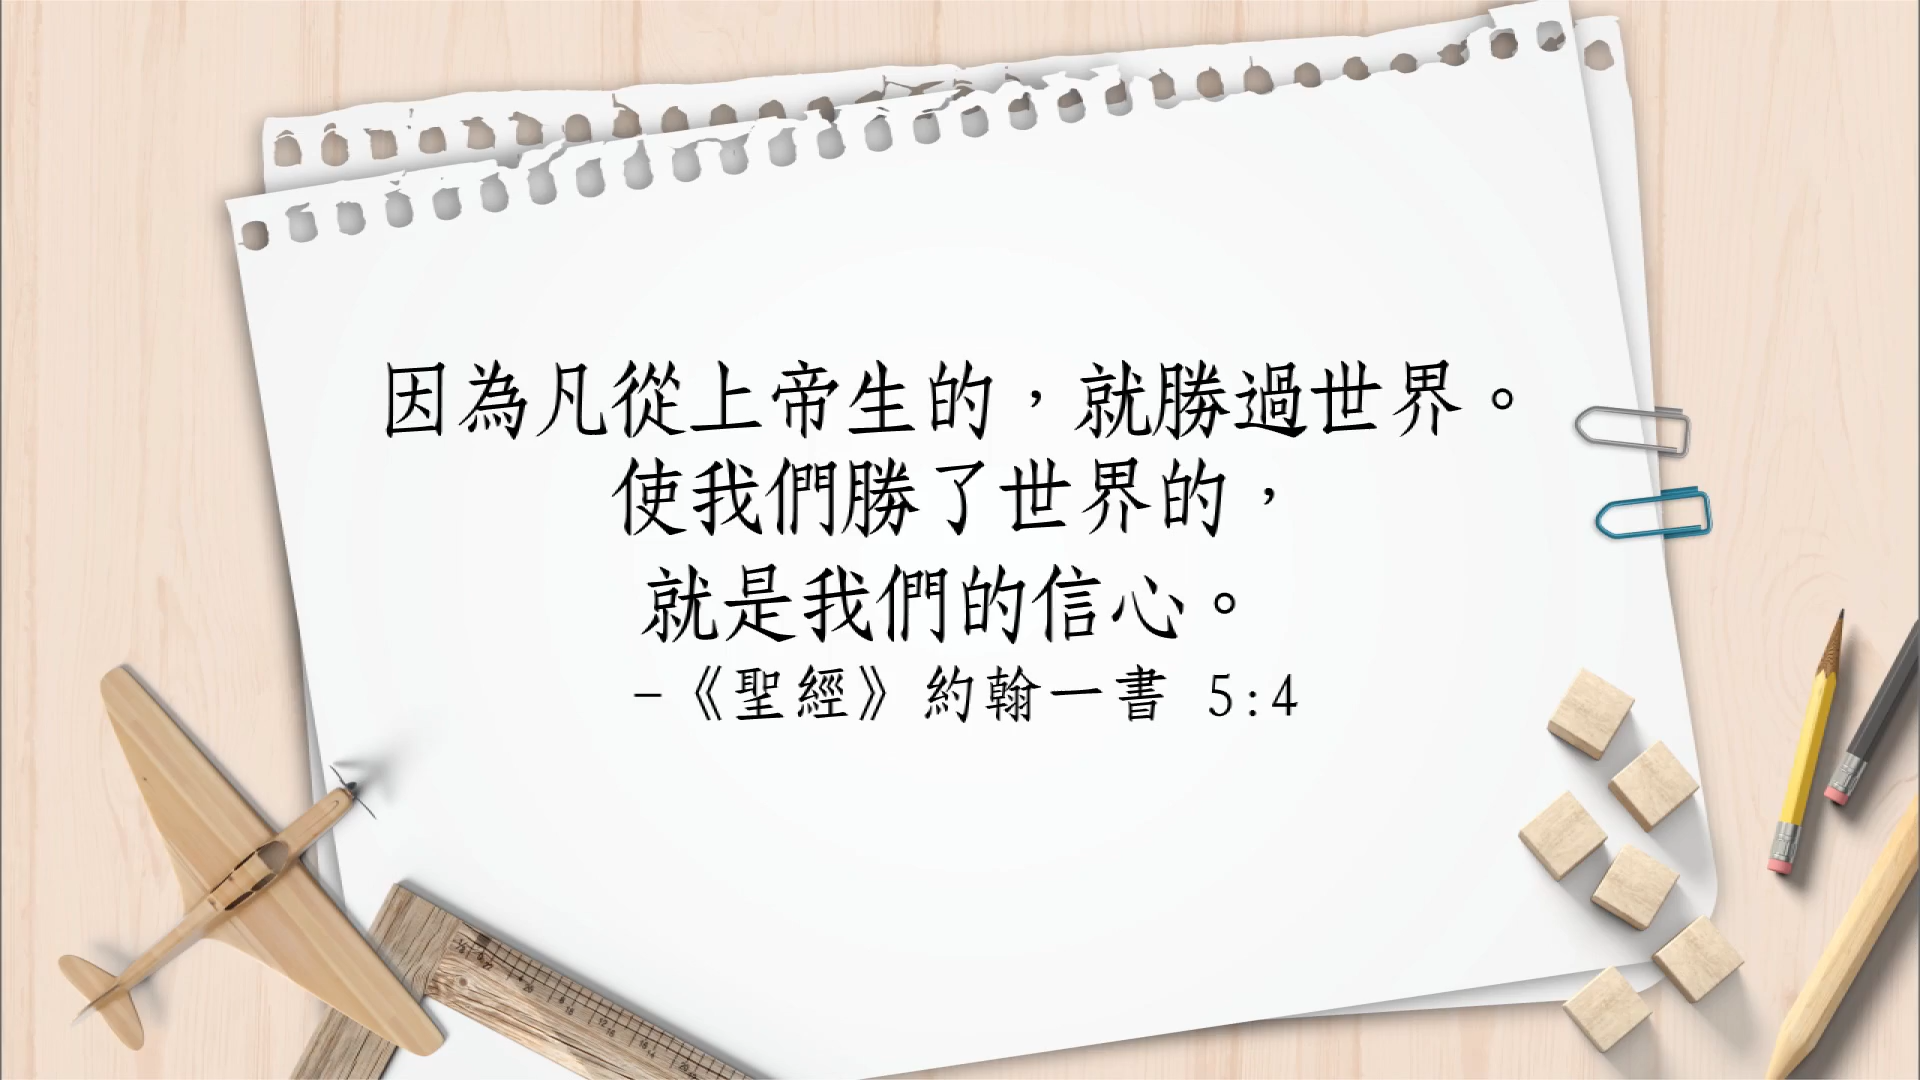 因為凡從上帝生的，就勝過世界。
使我們勝了世界的，
就是我們的信心。
-《聖經》約翰一書 5:4